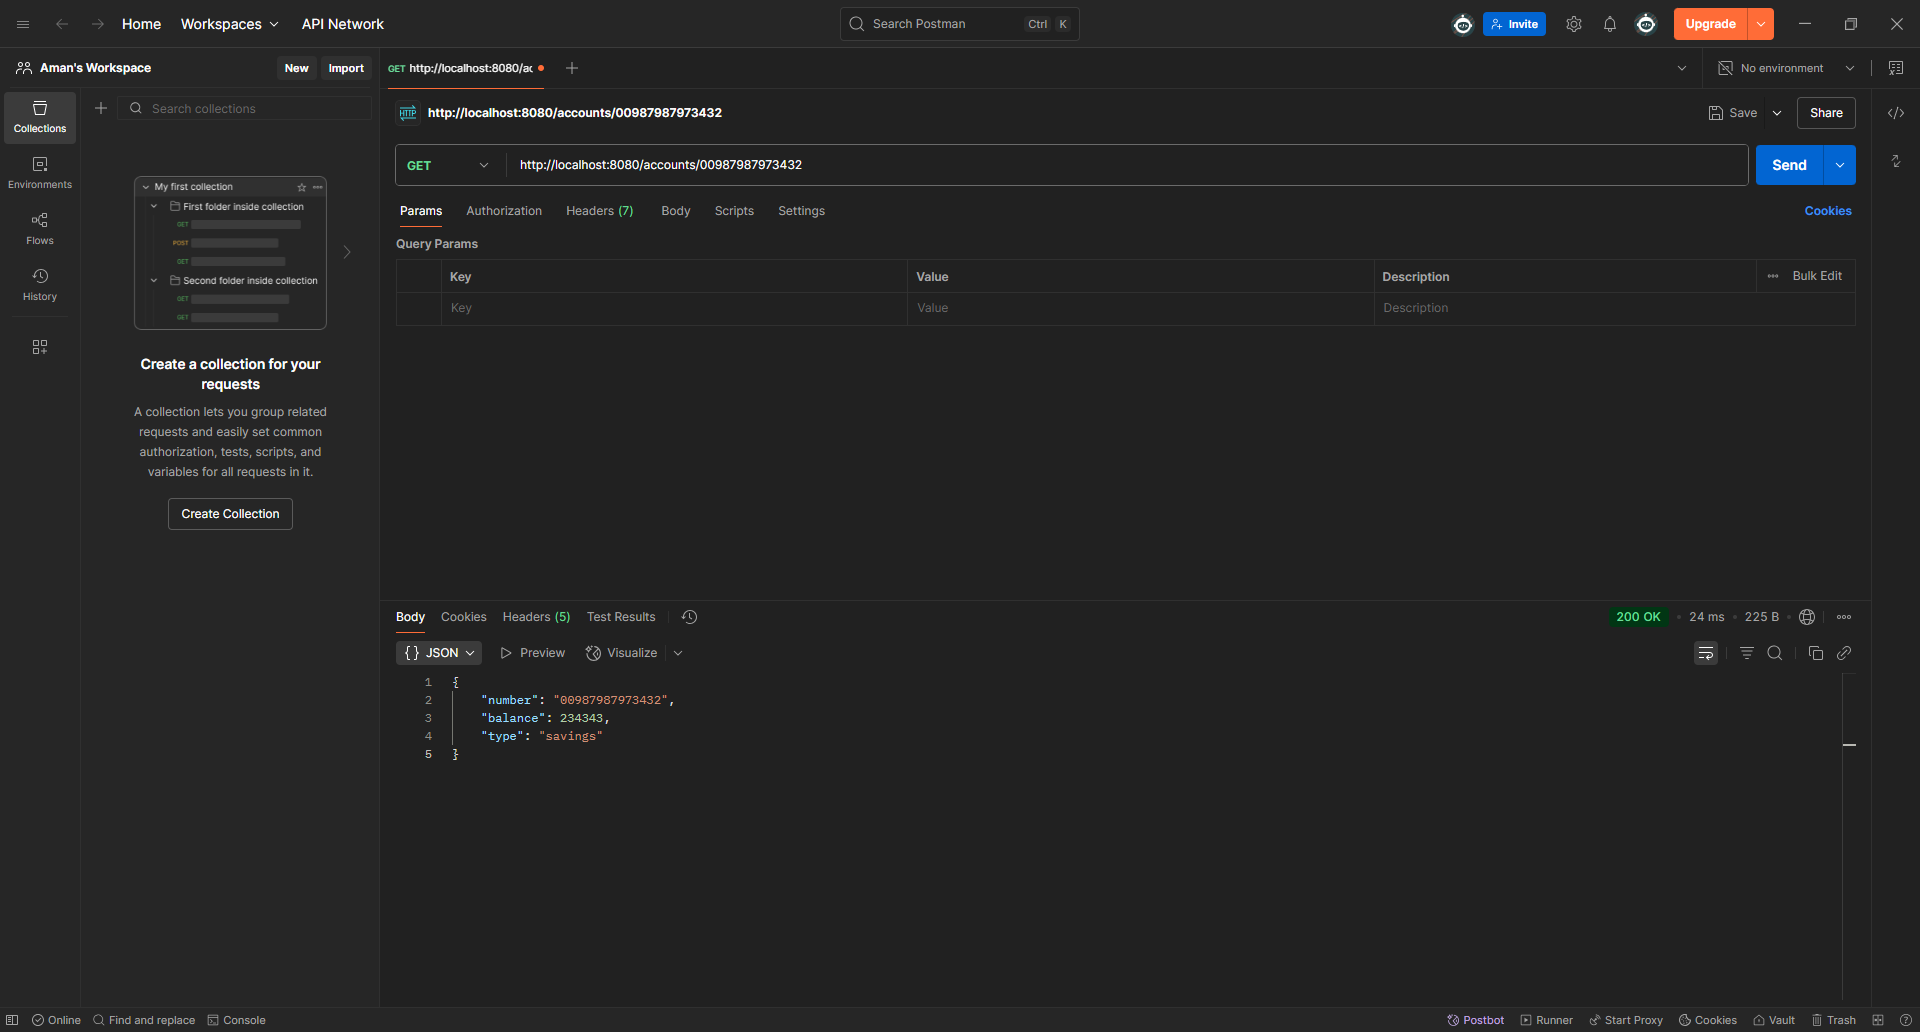 Home Workspaces API Network Search Postman Ctrl K Invite Upgrade
Aman's Workspace New Import
GET http://localhost:8080/ac
No environment
Collections
Search collections
http://localhost:8080/accounts/00987987973432
Save Share
Environments
Flows
History
My first collection
First folder inside collection
GET
POST
GET
Second folder inside collection
GET
GET
Create a collection for your
requests
A collection lets you group related
requests and easily set common
authorization, tests, scripts, and
variables for all requests in it.
Create Collection
GET http://localhost:8080/accounts/00987987973432 Send
Params Authorization Headers (7) Body Scripts Settings Cookies
Query Params
Key Value Description Bulk Edit
Key Value Description
Body Cookies Headers (5) Test Results 200 OK • 24 ms • 225 B •
{} JSON Preview Visualize
1 {
2 "number": "00987987973432",
3 "balance": 234343,
4 "type": "savings"
5 }
Online Find and replace Console Postbot Runner Start Proxy Cookies Vault Trash